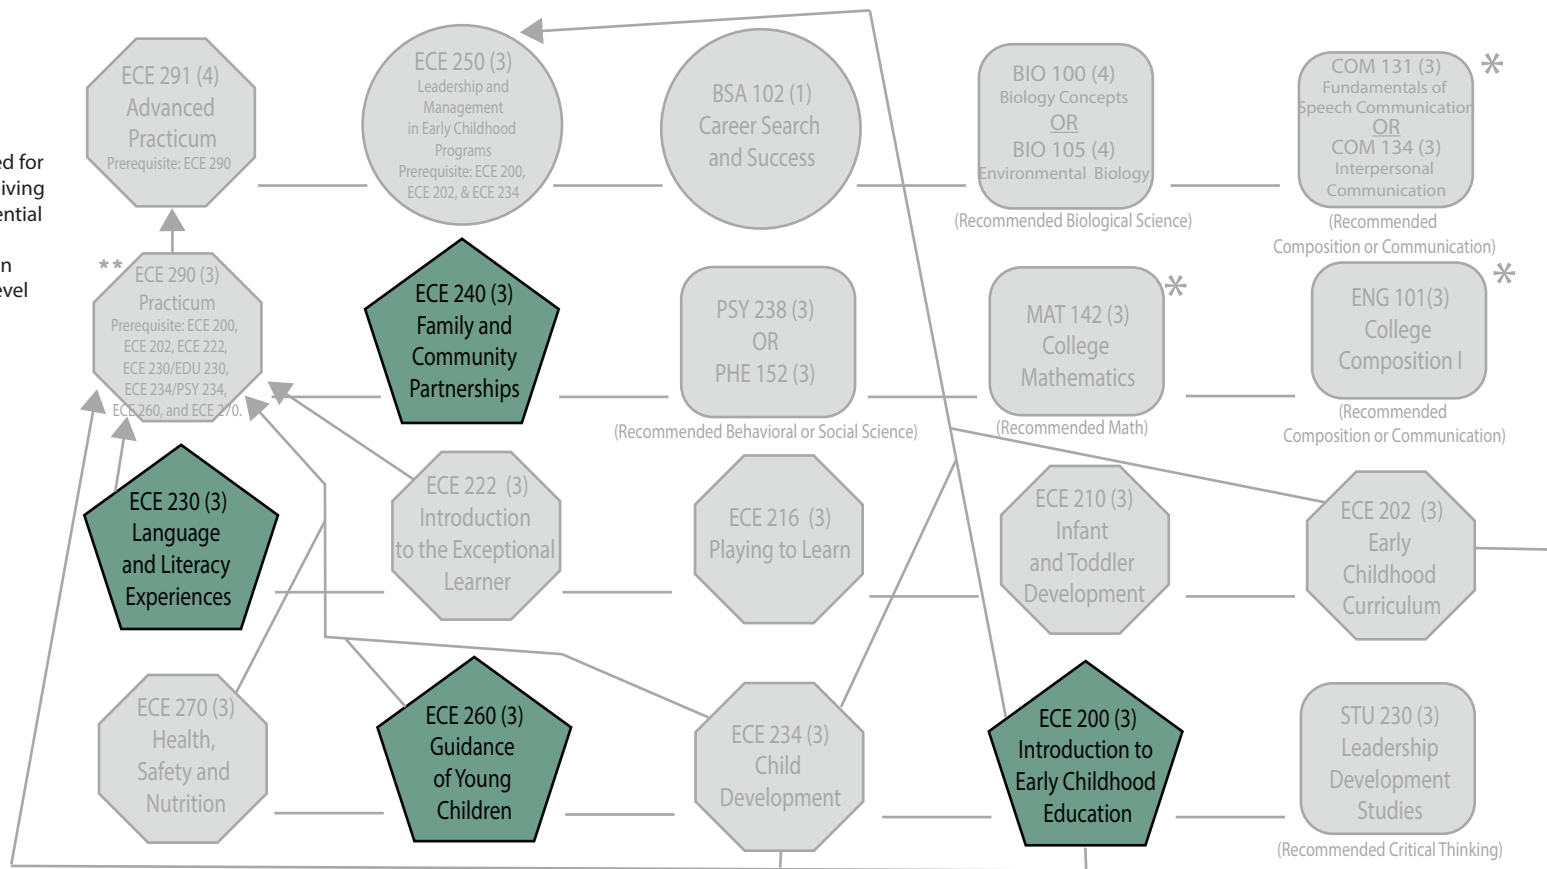 ed for
iving
ential
n
evel
ECE 291 (4)
Advanced
Practicum
Prerequisite: ECE 290
ECE 250 (3)
Leadership and
Management
in Early Childhood
Programs
Prerequisite: ECE 200,
ECE 202, & ECE 234
BSA 102 (1)
Career Search
and Success
BIO 100 (4)
Biology Concepts
OR
BIO 105 (4)
Environmental Biology
(Recommended Biological Science)
COM 131 (3)
Fundamentals of
Speech Communication
OR
COM 134 (3)
Interpersonal
Communication
*
(Recommended
Composition or Communication)
**
ECE 290 (3)
Practicum
Prerequisite: ECE 200,
ECE 202, ECE 222,
ECE 230/EDU 230,
ECE 234/PSY 234,
ECE 260, and ECE 270.
ECE 240 (3)
Family and
Community
Partnerships
PSY 238 (3)
OR
PHE 152 (3)
(Recommended Behavioral or Social Science)
MAT 142 (3)
College
Mathematics
*
(Recommended Math)
ENG 101(3)
College
Composition I
*
(Recommended
Composition or Communication)
ECE 230 (3)
Language
and Literacy
Experiences
ECE 222 (3)
Introduction
to the Exceptional
Learner
ECE 216 (3)
Playing to Learn
ECE 210 (3)
Infant
and Toddler
Development
ECE 202 (3)
Early
Childhood
Curriculum
ECE 270 (3)
Health,
Safety and
Nutrition
ECE 260 (3)
Guidance
of Young
Children
ECE 234 (3)
Child
Development
ECE 200 (3)
Introduction to
Early Childhood
Education
STU 230 (3)
Leadership
Development
Studies
(Recommended Critical Thinking)